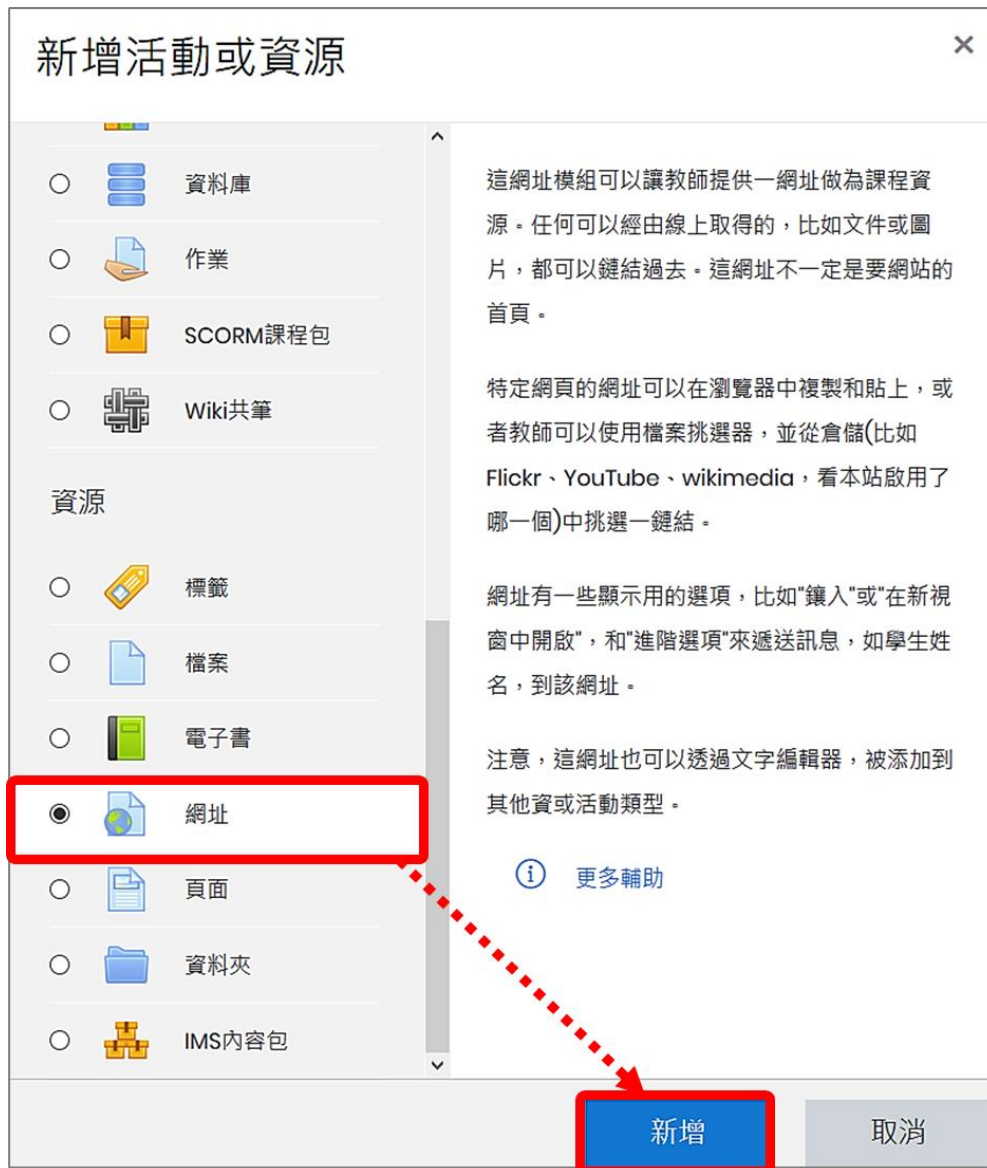 新增活動或資源
×
資料庫
作業
SCORM課程包
Wiki共筆
資源
標籤
檔案
電子書
網址
頁面
資料夾
IMS內容包
這網址模組可以讓教師提供一網址做為課程資
源。任何可以經由線上取得的，比如文件或圖
片，都可以鏈結過去。這網址不一定是要網站的
首頁。
特定網頁的網址可以在瀏覽器中複製和貼上，或
者教師可以使用檔案挑選器，並從倉儲(比如
Flickr、YouTube、wikimedia，看本站啟用了
哪一個)中挑選一鏈結。
網址有一些顯示用的選項，比如"鑲入"或"在新視
窗中開啟"，和"進階選項"來遞送訊息，如學生姓
名，到該網址。
注意，這網址也可以透過文字編輯器，被添加到
其他資或活動類型。
更多輔助
新增
取消